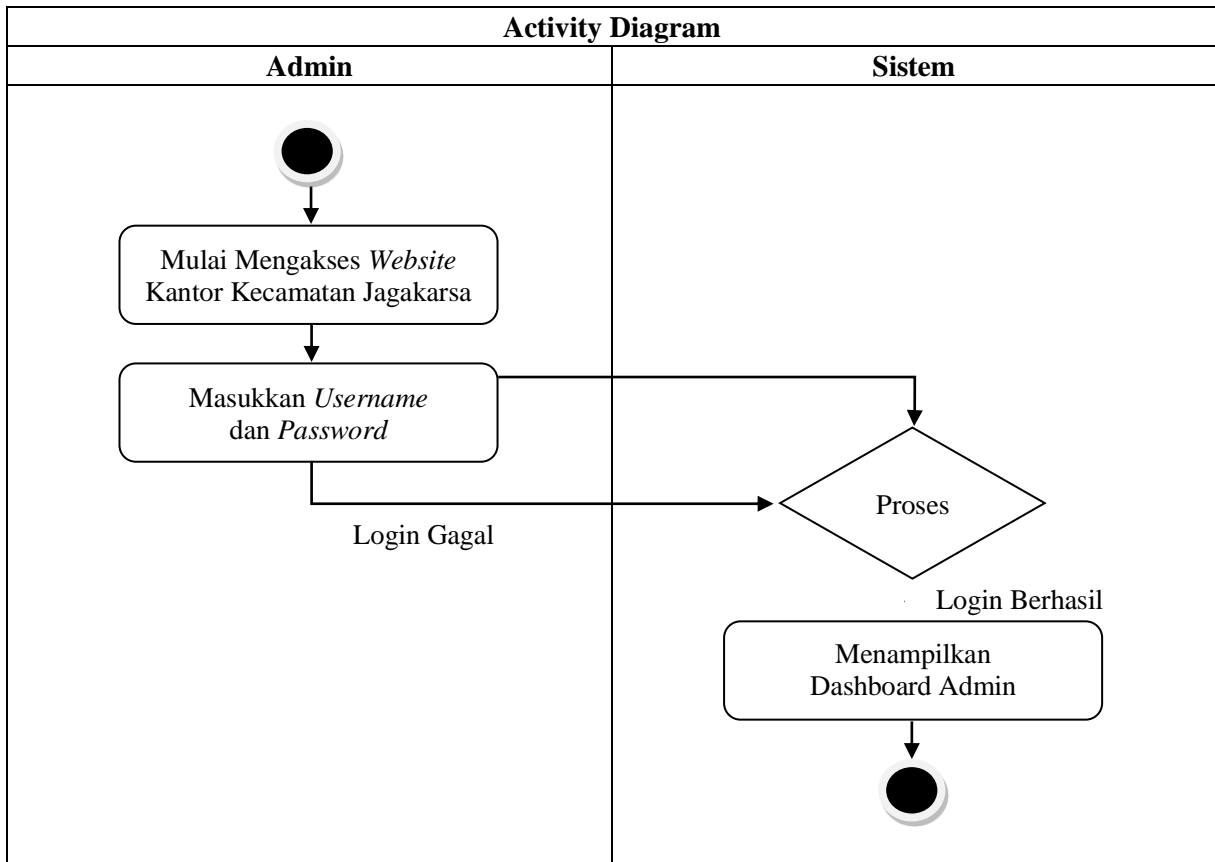 Activity Diagram
Admin
Sistem
Mulai Mengakses Website
Kantor Kecamatan Jagakarsa
Masukkan Username
dan Password
Proses
Login Gagal
Login Berhasil
Menampilkan
Dashboard Admin